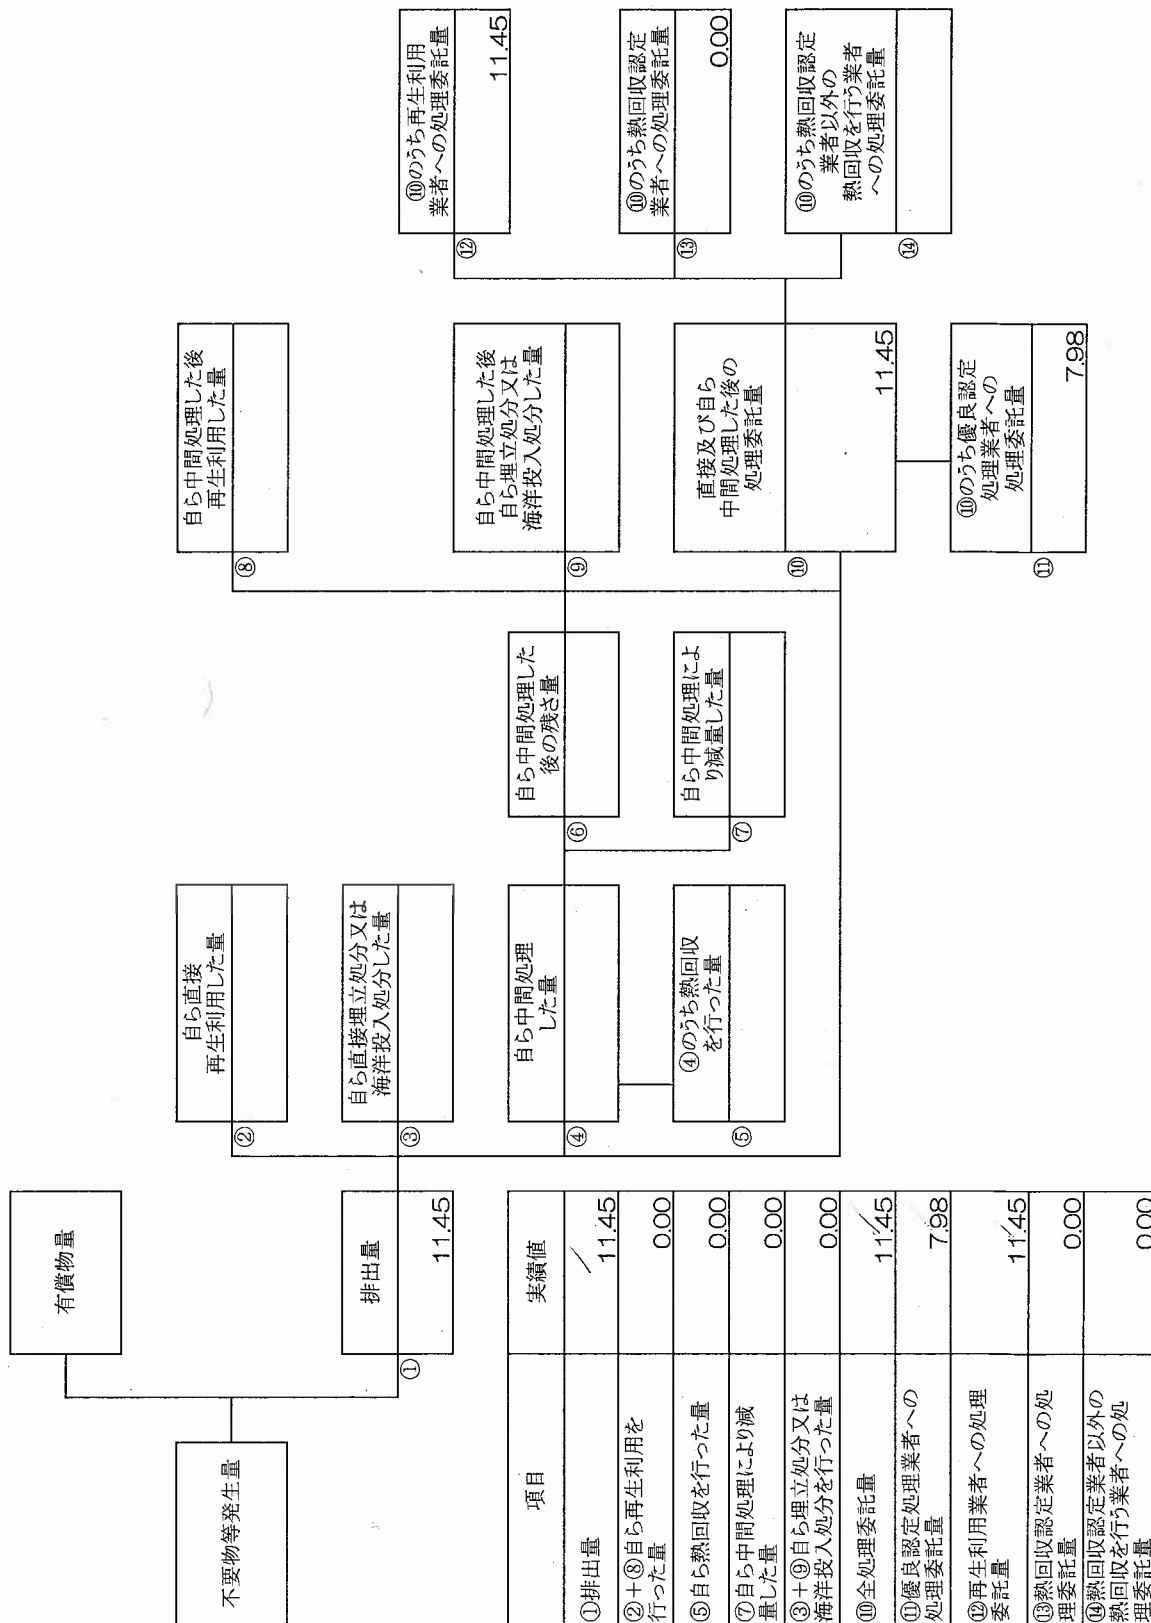 不要物等発生量
有償物量
排出量
①
11.45
自ら直接
再生利用した量
②
自ら直接埋立処分又は
海洋投入処分した量
③
自ら中間処理
した量
④
④のうち熱回収
を行った量
⑤
自ら中間処理した
後の残さ量
⑥
自ら中間処理によ
り減量した量
⑦
自ら中間処理した後
再生利用した量
⑧
自ら中間処理した後
自ら埋立処分又は
海洋投入処分した量
⑨
直接及び自ら
中間処理した後の
処理委託量
⑩
11.45
⑩のうち優良認定
処理業者への
処理委託量
⑪
7.98
⑩のうち再生利用
業者への処理委託量
⑫
11.45
⑩のうち熱回収認定
業者への処理委託量
⑬
0.00
⑩のうち熱回収認定
業者以外の
熱回収を行う業者
への処理委託量
⑭
項目 実績値
①排出量 11.45
②+⑧自ら再生利用を
行った量 0.00
⑤自ら熱回収を行った量 0.00
⑦自ら中間処理により減
量した量 0.00
③+⑨自ら埋立処分又は
海洋投入処分を行った量 0.00
⑩全処理委託量 11.45
⑪優良認定処理業者への
処理委託量 7.98
⑫再生利用業者への処理
委託量 11.45
⑬熱回収認定業者への処
理委託量 0.00
⑭熱回収認定業者以外の
熱回収を行う業者への処
理委託量 0.00